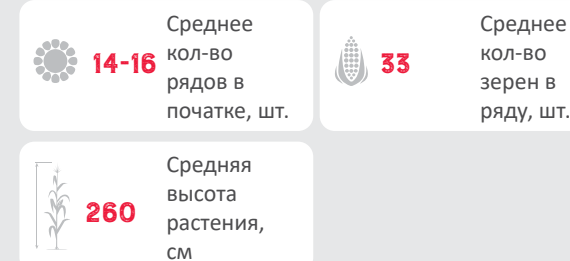 14-16
Среднее
кол-во
рядов в
початке, шт.
33
Среднее
кол-во
зерен в
ряду, шт.
260
Средняя
высота
растения,
см